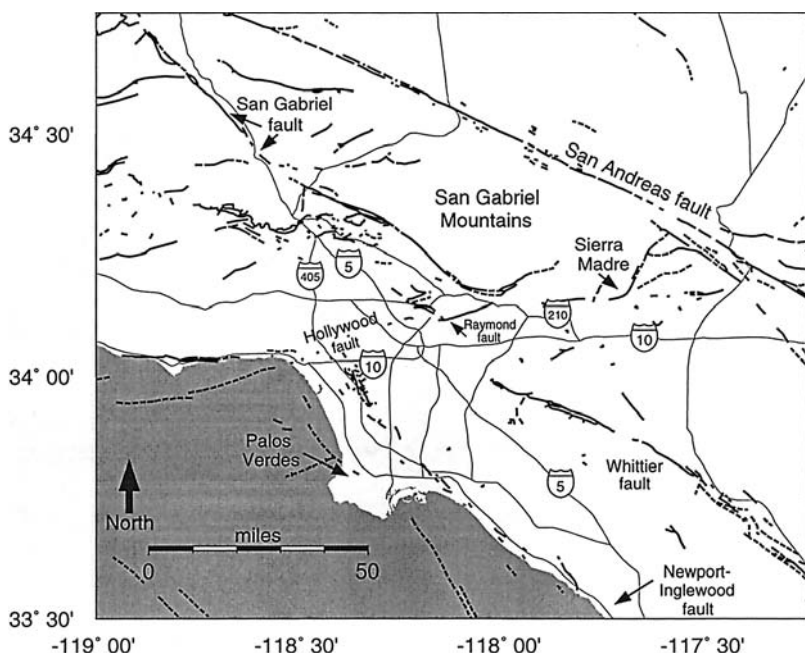 34° 30'
34° 00'
33° 30'
-119° 00'
-118° 30'
-118° 00'
-117° 30'
San Gabriel
fault
San Andreas fault
San Gabriel
Mountains
Sierra
Madre
405
5
210
10
Raymond
fault
Hollywood
fault
10
Palos
Verdes
Whittier
fault
5
North
miles
0
50
Newport-
Inglewood
fault